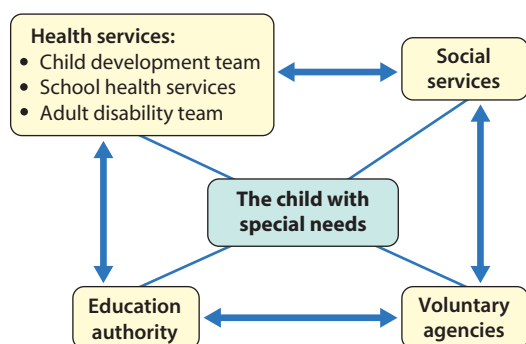 Health services:
• Child development team
• School health services
• Adult disability team
Social
services
The child with
special needs
Education
authority
Voluntary
agencies